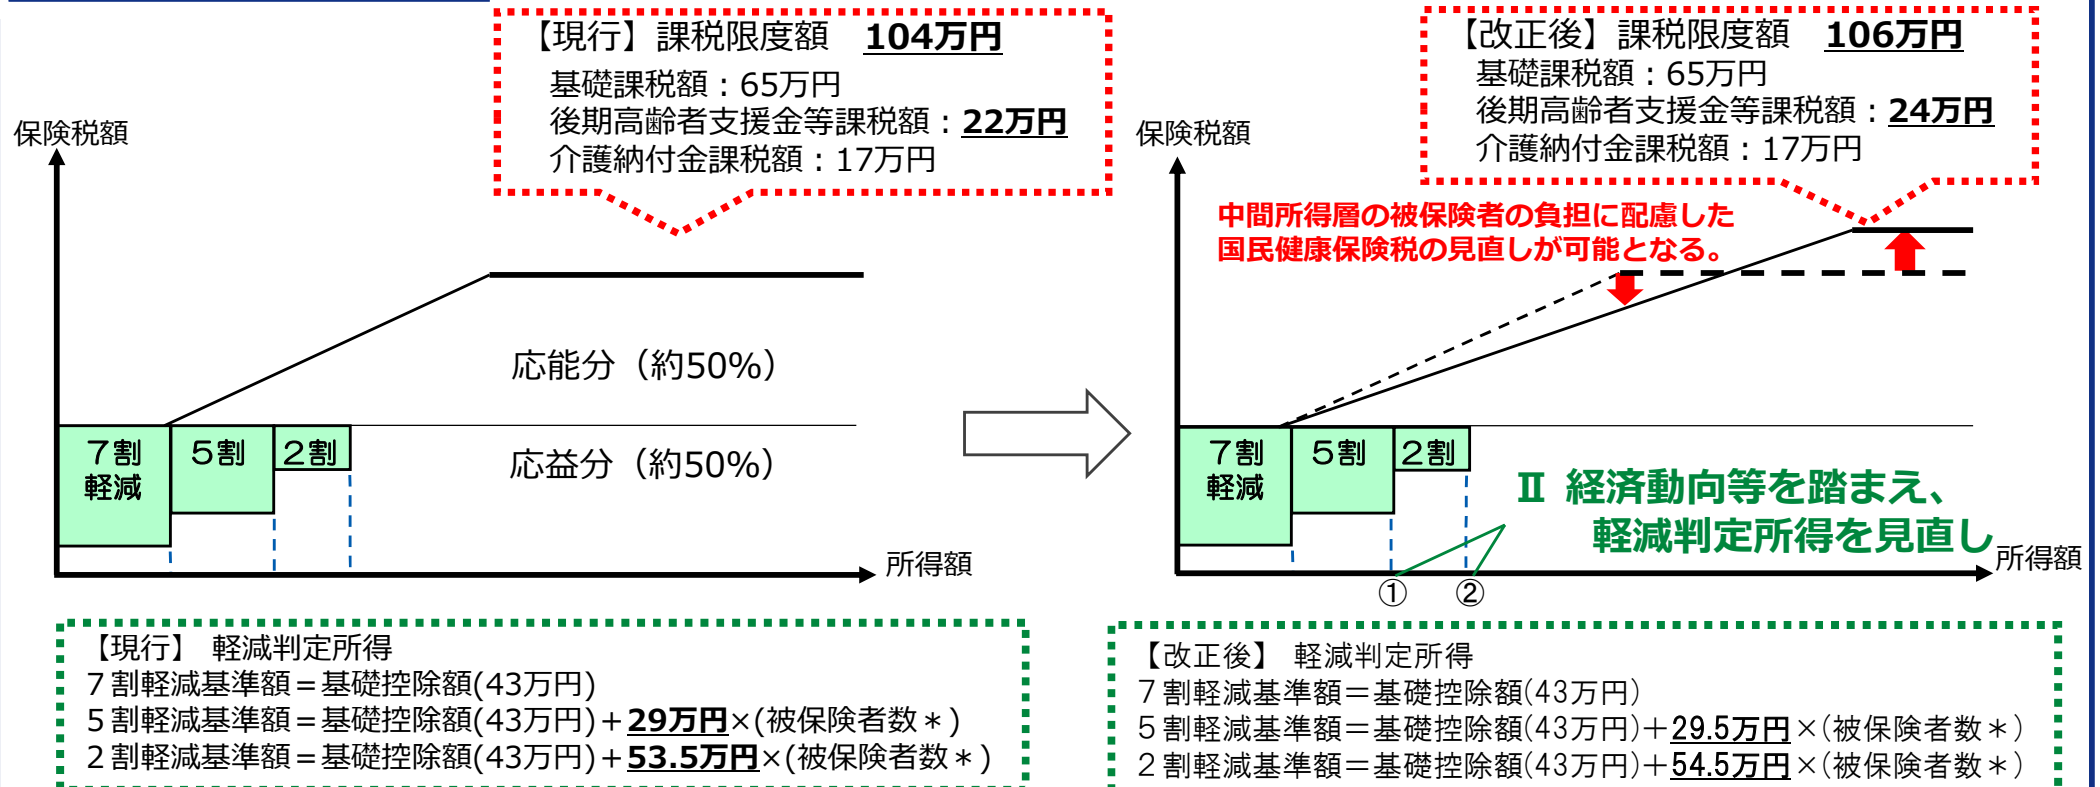 【現行】課税限度額　104万円
基礎課税額：65万円
後期高齢者支援金等課税額：22万円
介護納付金課税額：17万円
保険税額
応能分（約50%）
7割
軽減
5割
2割
応益分（約50%）
所得額
【現行】 軽減判定所得
7割軽減基準額＝基礎控除額(43万円)
5割軽減基準額＝基礎控除額(43万円)+29万円×(被保険者数＊)
2割軽減基準額＝基礎控除額(43万円)+53.5万円×(被保険者数＊)
【改正後】課税限度額　106万円
基礎課税額：65万円
後期高齢者支援金等課税額：24万円
介護納付金課税額：17万円
保険税額
中間所得層の被保険者の負担に配慮した
国民健康保険税の見直しが可能となる。
7割
軽減
5割
2割
Ⅱ 経済動向等を踏まえ、
軽減判定所得を見直し
所得額
① ②
【改正後】 軽減判定所得
7割軽減基準額＝基礎控除額(43万円)
5割軽減基準額＝基礎控除額(43万円)+29.5万円×(被保険者数＊)
2割軽減基準額＝基礎控除額(43万円)+54.5万円×(被保険者数＊)